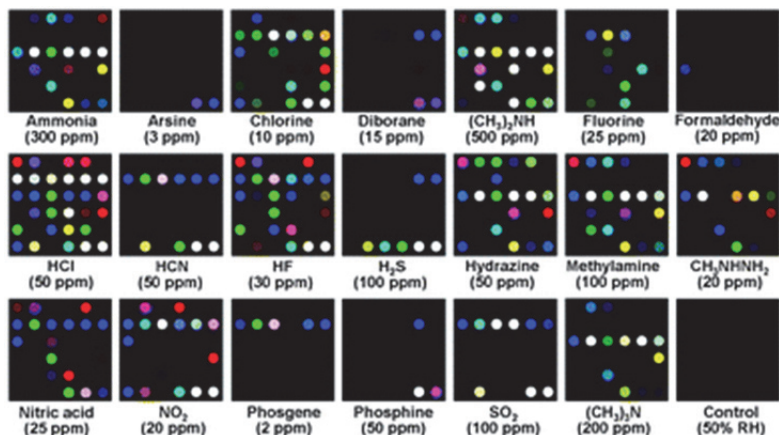 Ammonia Arsine Chlorine Diborane (CH₃)₂NH Fluorine Formaldehyde
(300 ppm) (3 ppm) (10 ppm) (15 ppm) (500 ppm) (25 ppm) (20 ppm)
HCl HCN HF H₂S Hydrazine Methylamine CH₃NHNH₂
(50 ppm) (50 ppm) (30 ppm) (100 ppm) (50 ppm) (100 ppm) (20 ppm)
Nitric acid NO₂ Phosgene Phosphine SO₂ (CH₃)₃N Control
(25 ppm) (20 ppm) (2 ppm) (50 ppm) (100 ppm) (200 ppm) (50% RH)